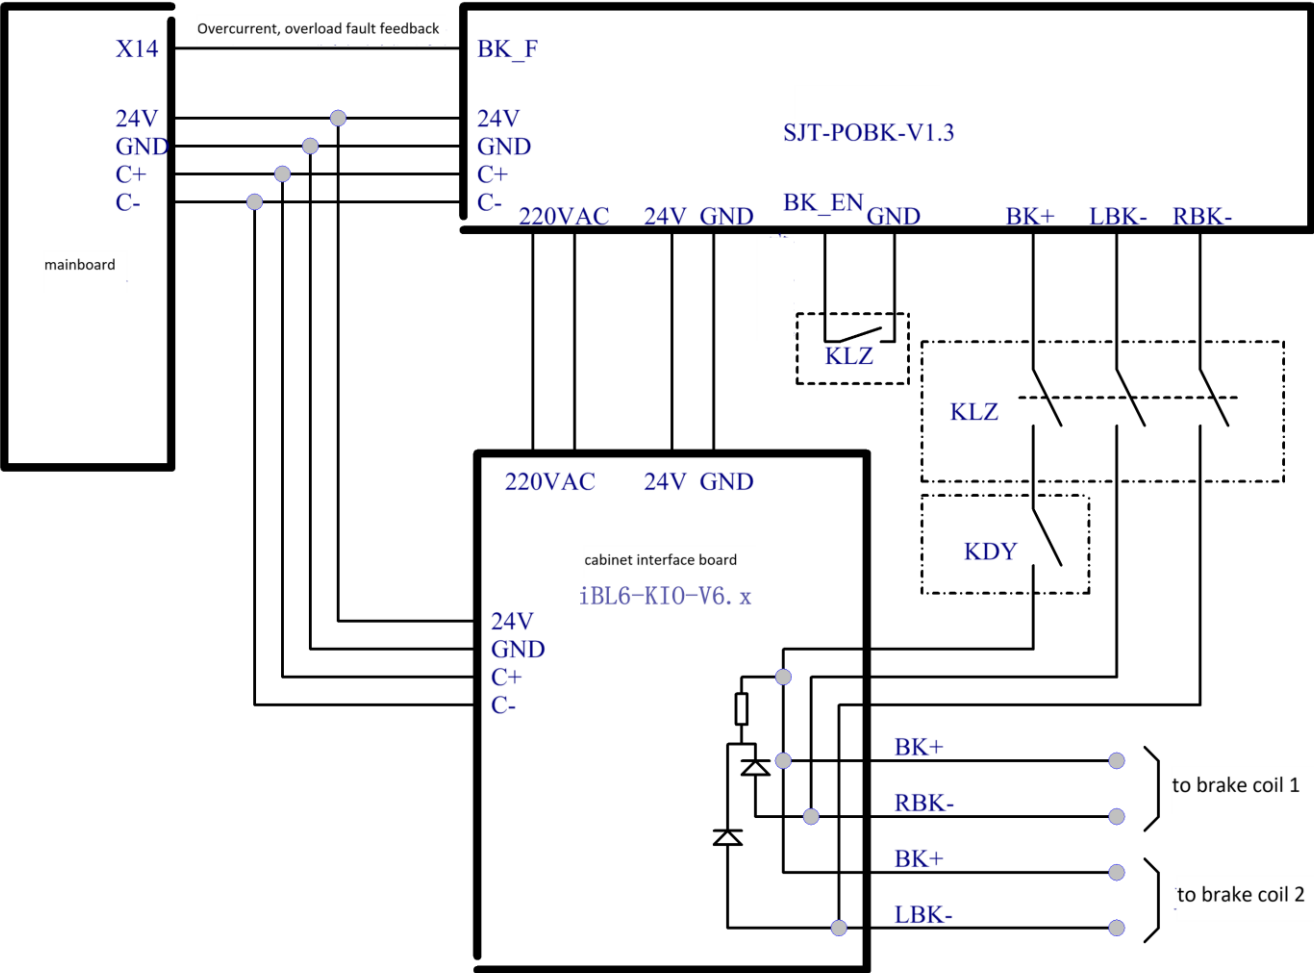 Overcurrent, overload fault feedback
X14
BK_F
24V
24V
GND
GND
C+
C+
C-
C-
SJT-POBK-V1.3
220VAC
24V
GND
BK_EN
GND
BK+
LBK-
RBK-
mainboard
KLZ
KLZ
KDY
220VAC
24V
GND
cabinet interface board
iBL6-KIO-V6.x
24V
GND
C+
C-
BK+
RBK-
to brake coil 1
BK+
LBK-
to brake coil 2